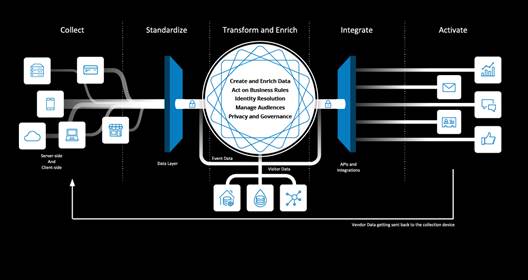 Collect
Standardize
Transform and Enrich
Integrate
Activate
Create and Enrich Data
Act on Business Rules
Identity Resolution
Manage Audiences
Privacy and Governance
Server-side
And
Client-side
Data Layer
Event Data
Visitor Data
APIs and
Integrations
Vendor Data getting sent back to the collection device